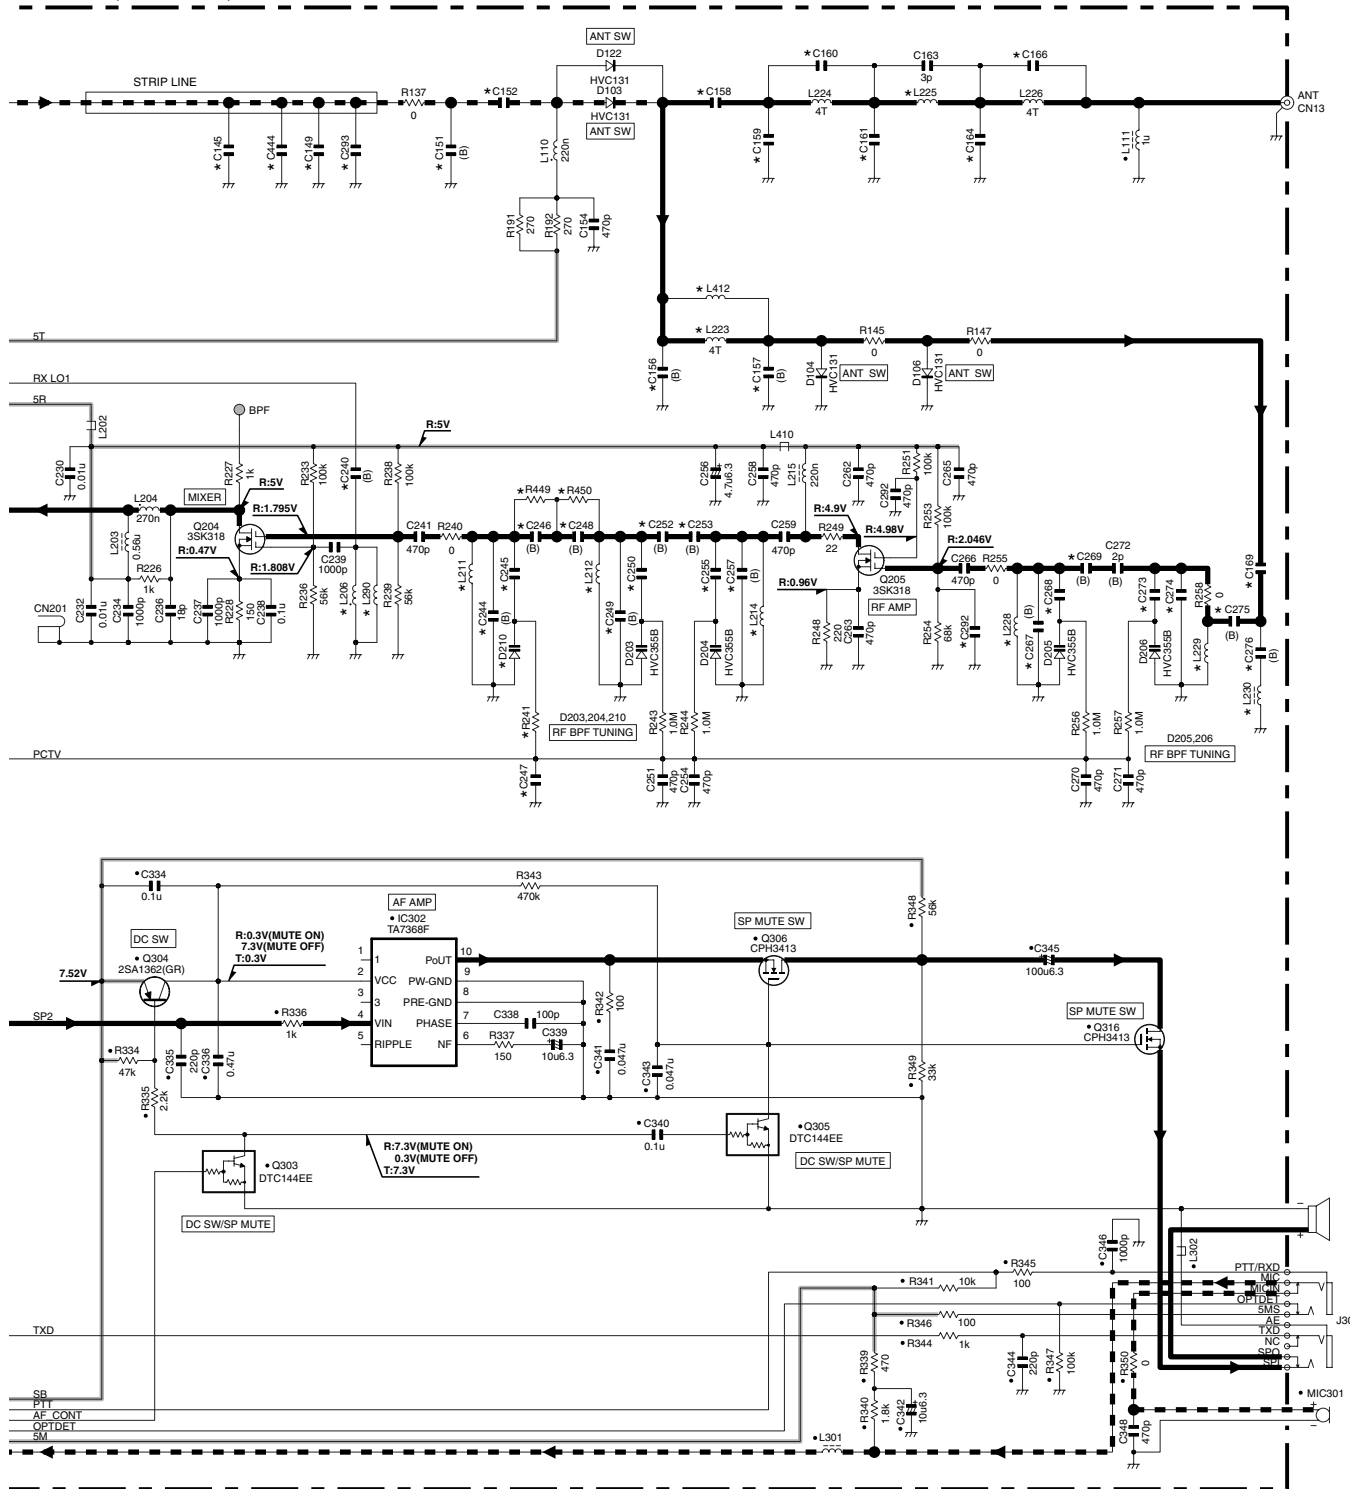 ANT SW
D122
HVC131
D103
HVC131
ANT SW
* C160
C163
3p
* C166
STRIP LINE
R137
0
* C152
* C158
L224
4T
* L225
L226
4T
ANT
CN13
* C145
* C444
* C149
* C293
* C151
(B)
L110
220n
* C159
* C161
* C164
• L111
1u
R191
270
R192
270
C154
470p
* L412
5T
* L223
4T
R145
0
R147
0
* C156
(B)
* C157
(B)
D104
HVC131
ANT SW
D106
HVC131
ANT SW
RX LO1
5R
L202
BPF
R:5V
L410
C230
0.01u
R227
1k
R233
100k
* C240
(B)
R238
100k
C256
4.7u6.3
C258
470p
L215
220n
C262
470p
C292
470p
R251
100k
R253
100k
C265
470p
MIXER
R:5V
L204
270n
R:1.795V
Q204
3SK318
R:0.47V
R:1.808V
C241
470p
R240
0
* R449
* R450
* C246
(B)
* C248
(B)
* C252
(B)
* C253
(B)
C259
470p
R:4.9V
R249
22
R:4.98V
R:2.046V
L203
0.56u
R226
1k
C239
1000p
C266
470p
R255
0
* C269
(B)
C272
2p
(B)
* C169
CN201
C232
0.01u
C234
1000p
C236
18p
C237
1000p
R228
150
C238
0.1u
R236
56k
* L206
* L290
R239
56k
* L211
* C244
(B)
* C245
* D210
* L212
* C249
(B)
* C250
D203
HVC355B
* C255
D204
HVC355B
* C257
(B)
* L214
R:0.96V
Q205
3SK318
RF AMP
R248
220
C263
470p
R254
68k
* C292
* L228
* C267
(B)
* C268
D205
HVC355B
* C273
D206
HVC355B
* C274
R258
0
* C275
(B)
* L229
* C276
(B)
* L230
* R241
D203,204,210
RF BPF TUNING
R243
1.0M
R244
1.0M
R256
1.0M
R257
1.0M
D205,206
RF BPF TUNING
PCTV
* C247
C251
470p
C254
470p
C270
470p
C271
470p
• C334
0.1u
R343
470k
AF AMP
• IC302
TA7368F
• R348
56k
DC SW
• Q304
2SA1362(GR)
R:0.3V(MUTE ON)
7.3V(MUTE OFF)
T:0.3V
SP MUTE SW
• Q306
CPH3413
• C345
100u6.3
7.52V
1
1
2
VCC
3
3
4
VIN
5
RIPPLE
10
PoUT
9
PW-GND
8
PRE-GND
7
PHASE
6
NF
SP2
• R336
1k
C338
100p
R337
150
C339
10u6.3
• R342
100
• C341
0.047u
• C343
0.047u
SP MUTE SW
• Q316
CPH3413
• R334
47k
• C335
220p
• C336
0.47u
• R335
2.2k
• R349
33k
• C340
0.1u
• Q305
DTC144EE
DC SW/SP MUTE
R:7.3V(MUTE ON)
0.3V(MUTE OFF)
T:7.3V
• Q303
DTC144EE
DC SW/SP MUTE
−
+
• C346
1000p
• L302
• R345
100
• R341
10k
PTT/RXD
MIC
MICIN
OPTDET
5MS
AE
TXD
NC
SPO
SPI
J30
TXD
• R346
100
• R344
1k
• R339
470
• C344
220p
• R347
100k
• R350
0
SB
PTT
AF_CONT
OPTDET
5M
• R340
1.8k
• C342
10u6.3
• MIC301
+
−
C348
470p
• L301